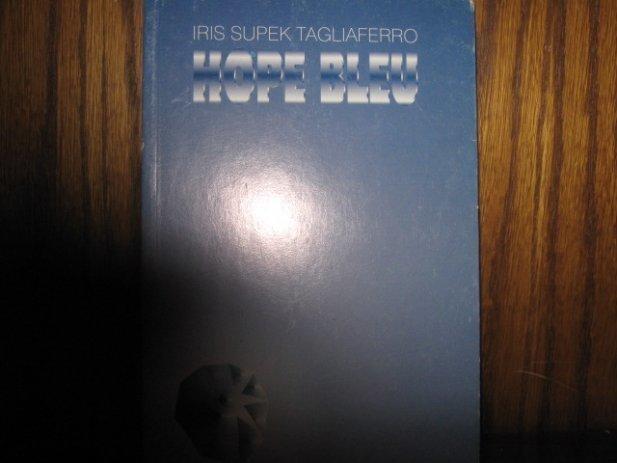 IRIS SUPEK TAGLIAFERRO
HOPE BLEU